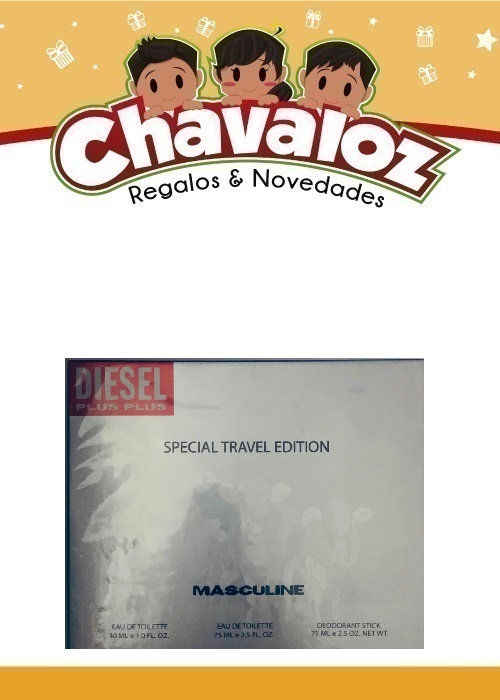 Chavaloz
Regalos & Novedades
DIESEL
PLUS PLUS
SPECIAL TRAVEL EDITION
MASCULINE
EAU DE TOILETTE
30 ML e 1.0 FL. OZ.
EAU DE TOILETTE
75 ML e 2.5 FL. OZ.
DEODORANT STICK
75 ML e 2.5 OZ. NET WT